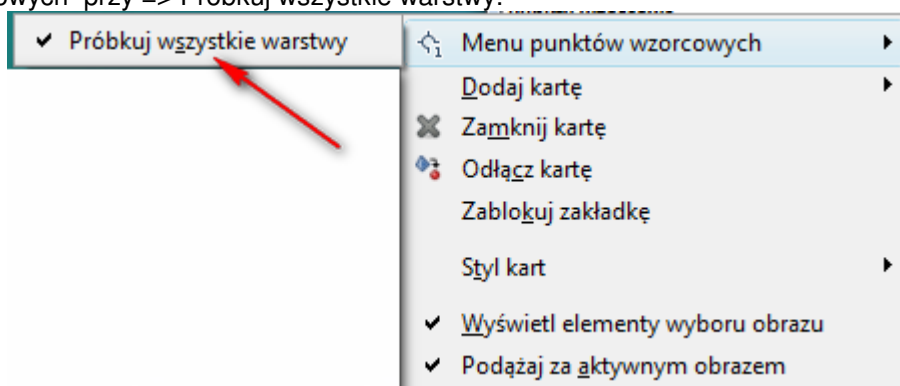 owych" przy => Próbkuj wszystkie warstwy.
Próbkuj wszystkie warstwy
Menu punktów wzorcowych
Dodaj kartę
Zamknij kartę
Odłącz kartę
Zablokuj zakładkę
Styl kart
Wyświetl elementy wyboru obrazu
Podążaj za aktywnym obrazem